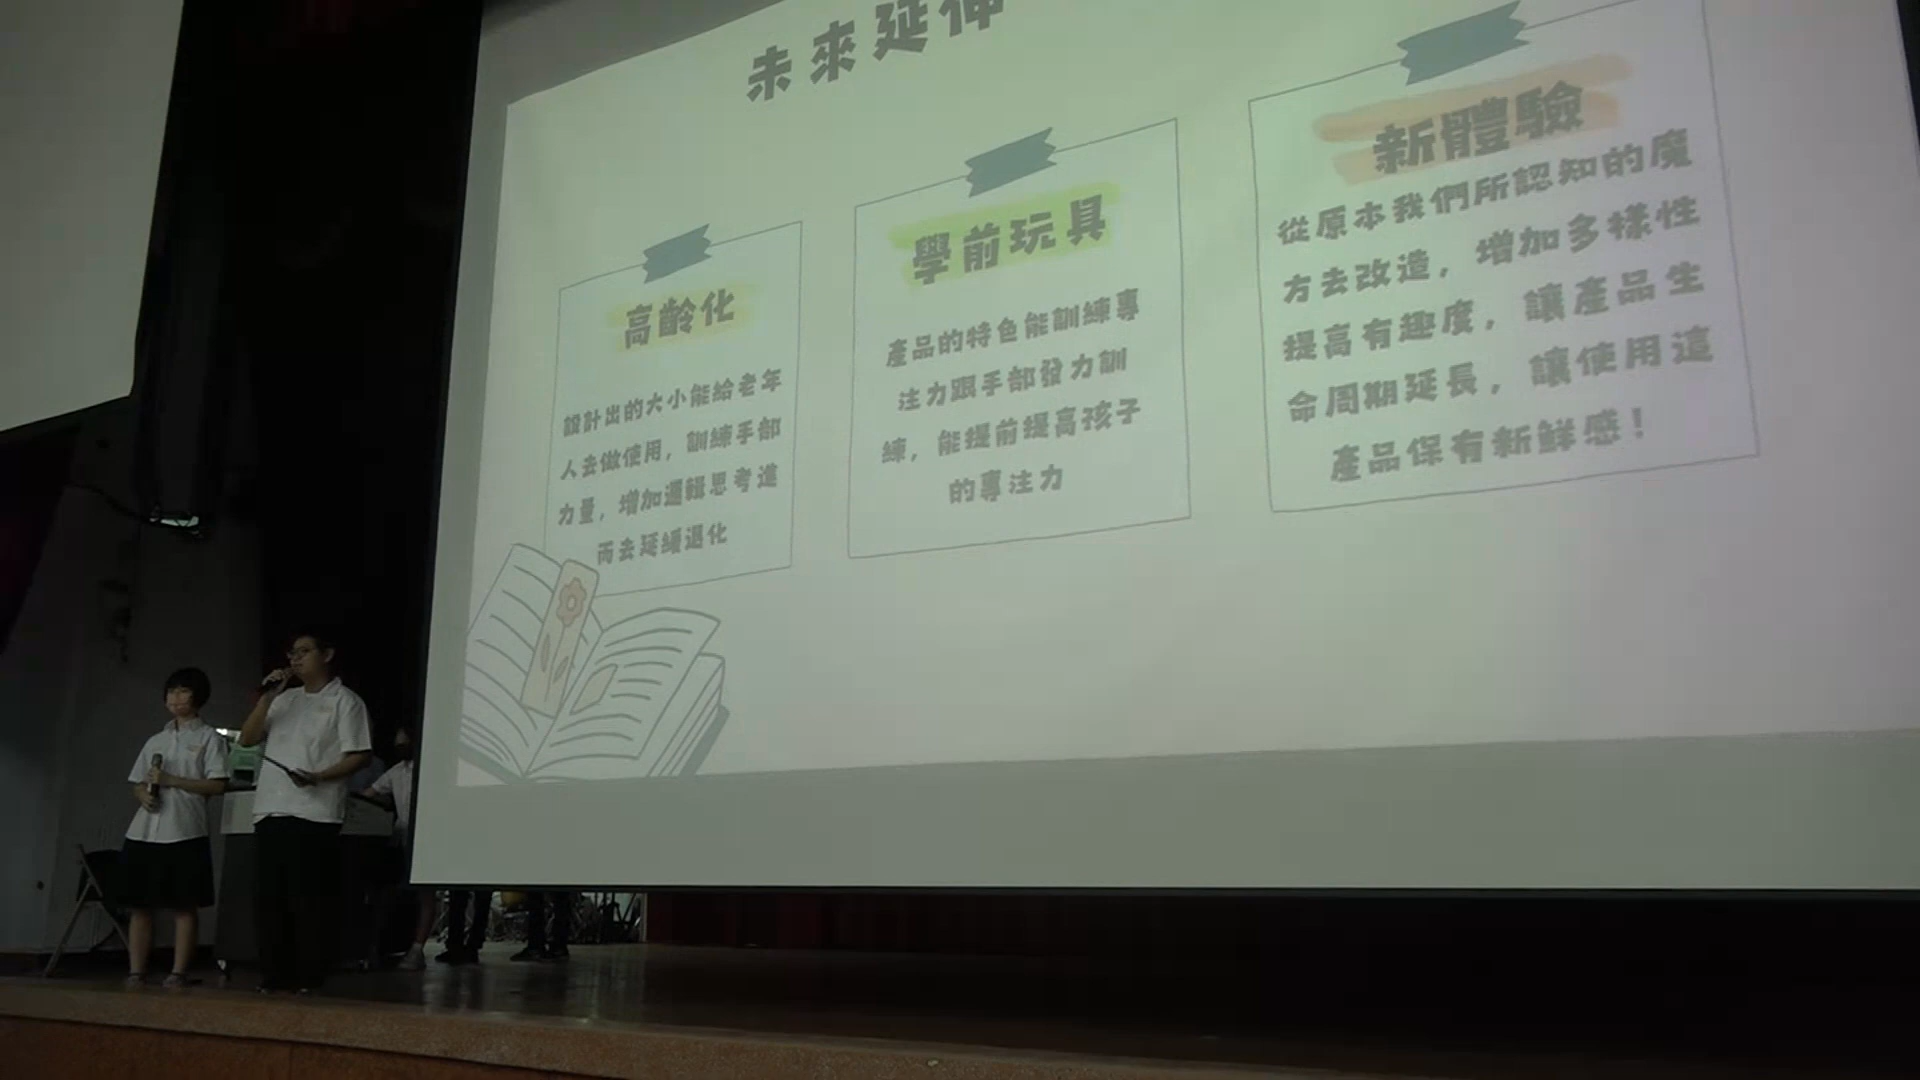 未來延伸
高齡化
設計出的大小能給老年
人去做使用，訓練手部
力量，增加邏輯思考進
而去延緩退化
學前玩具
產品的特色能訓練專
注力跟手部發力訓
練，能提前提高孩子
的專注力
新體驗
從原本我們所認知的魔
方去改造，增加多樣性
提高有趣度，讓產品生
命周期延長，讓使用這
產品保有新鮮感！